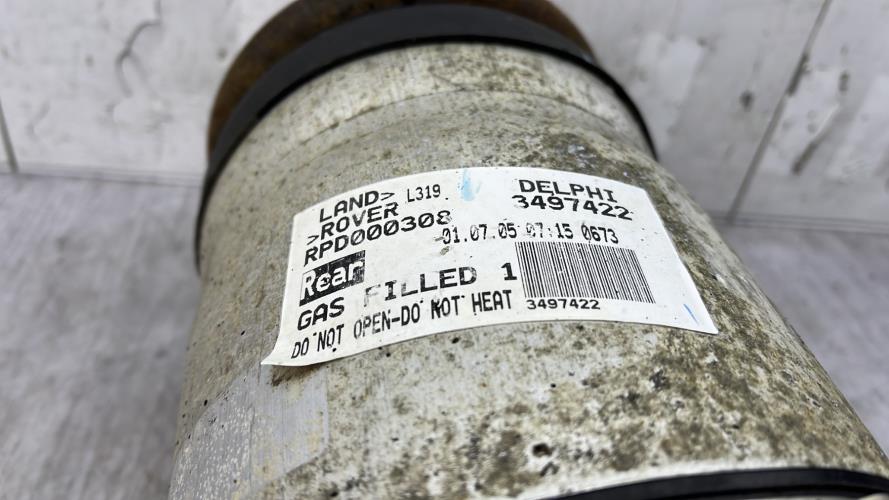 LAND> L319
>ROVER
RPD000308
DELPHI
3497422
01.07.05 07:15 0673
Rear
GAS FILLED 1
3497422
DO NOT OPEN-DO NOT HEAT